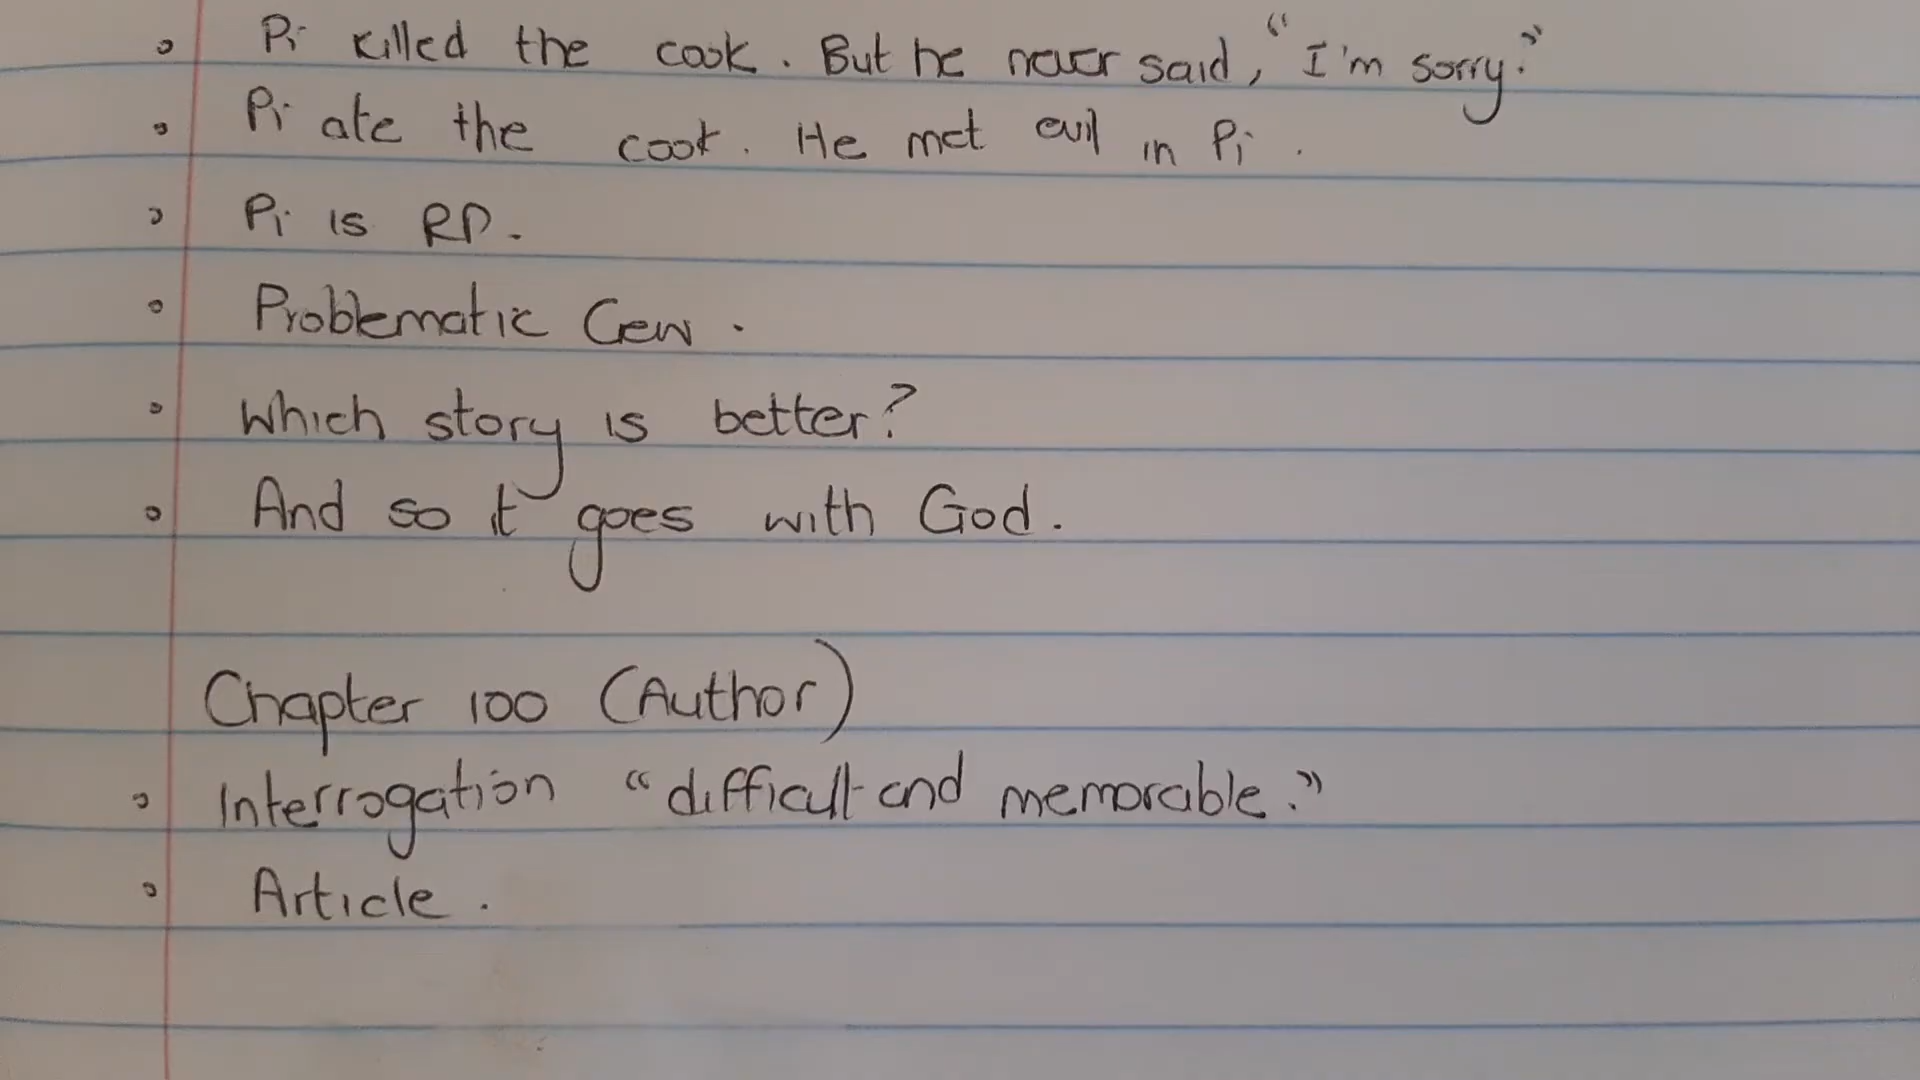 • Pi killed the cook. But he never said, "I'm sorry."
• Pi ate the cook. He met evil in Pi.
• Pi is RP.
• Problematic Crew.
• Which story is better?
• And so it goes with God.
Chapter 100 (Author)
• Interrogation "difficult and memorable."
• Article.